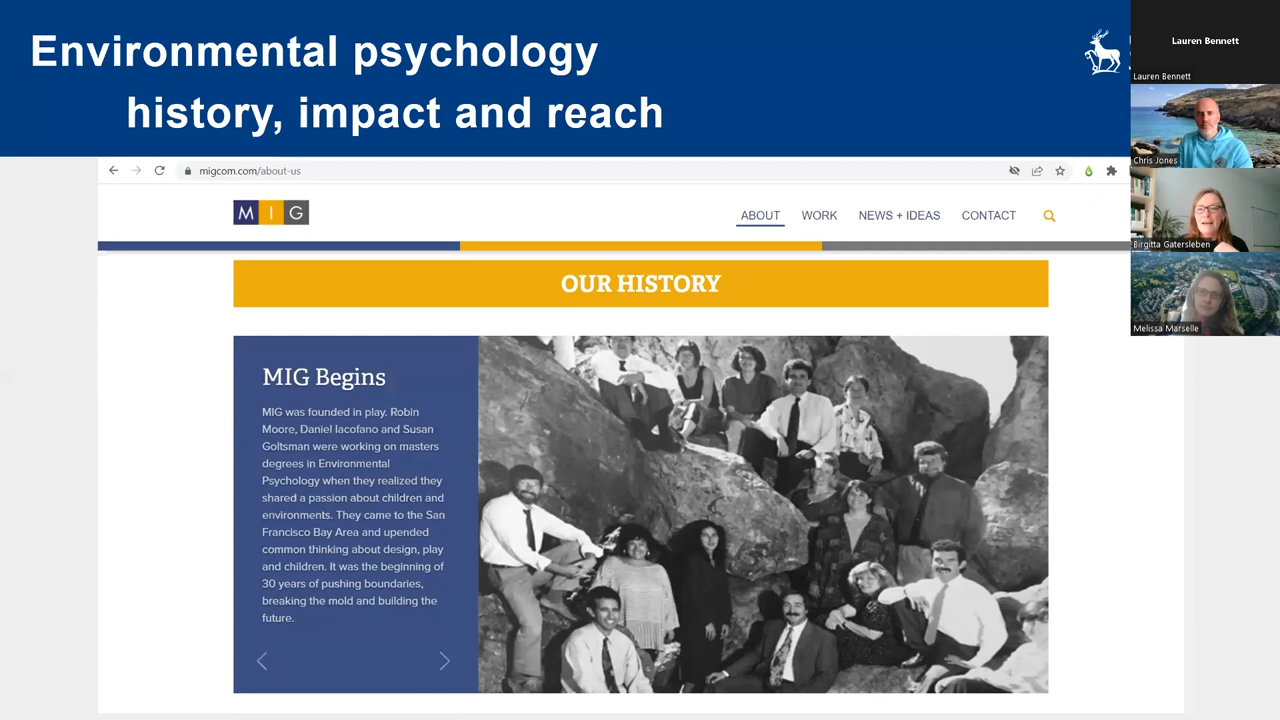 Environmental psychology
history, impact and reach
Lauren Bennett
Lauren Bennett
Chris Jones
Birgitta Gatersleben
Melissa Marselle
migcom.com/about-us
M I G
ABOUT
WORK
NEWS + IDEAS
CONTACT
OUR HISTORY
MIG Begins
MIG was founded in play. Robin
Moore, Daniel Iacofano and Susan
Goltsman were working on masters
degrees in Environmental
Psychology when they realized they
shared a passion about children and
environments. They came to the San
Francisco Bay Area and upended
common thinking about design, play
and children. It was the beginning of
30 years of pushing boundaries,
breaking the mold and building the
future.